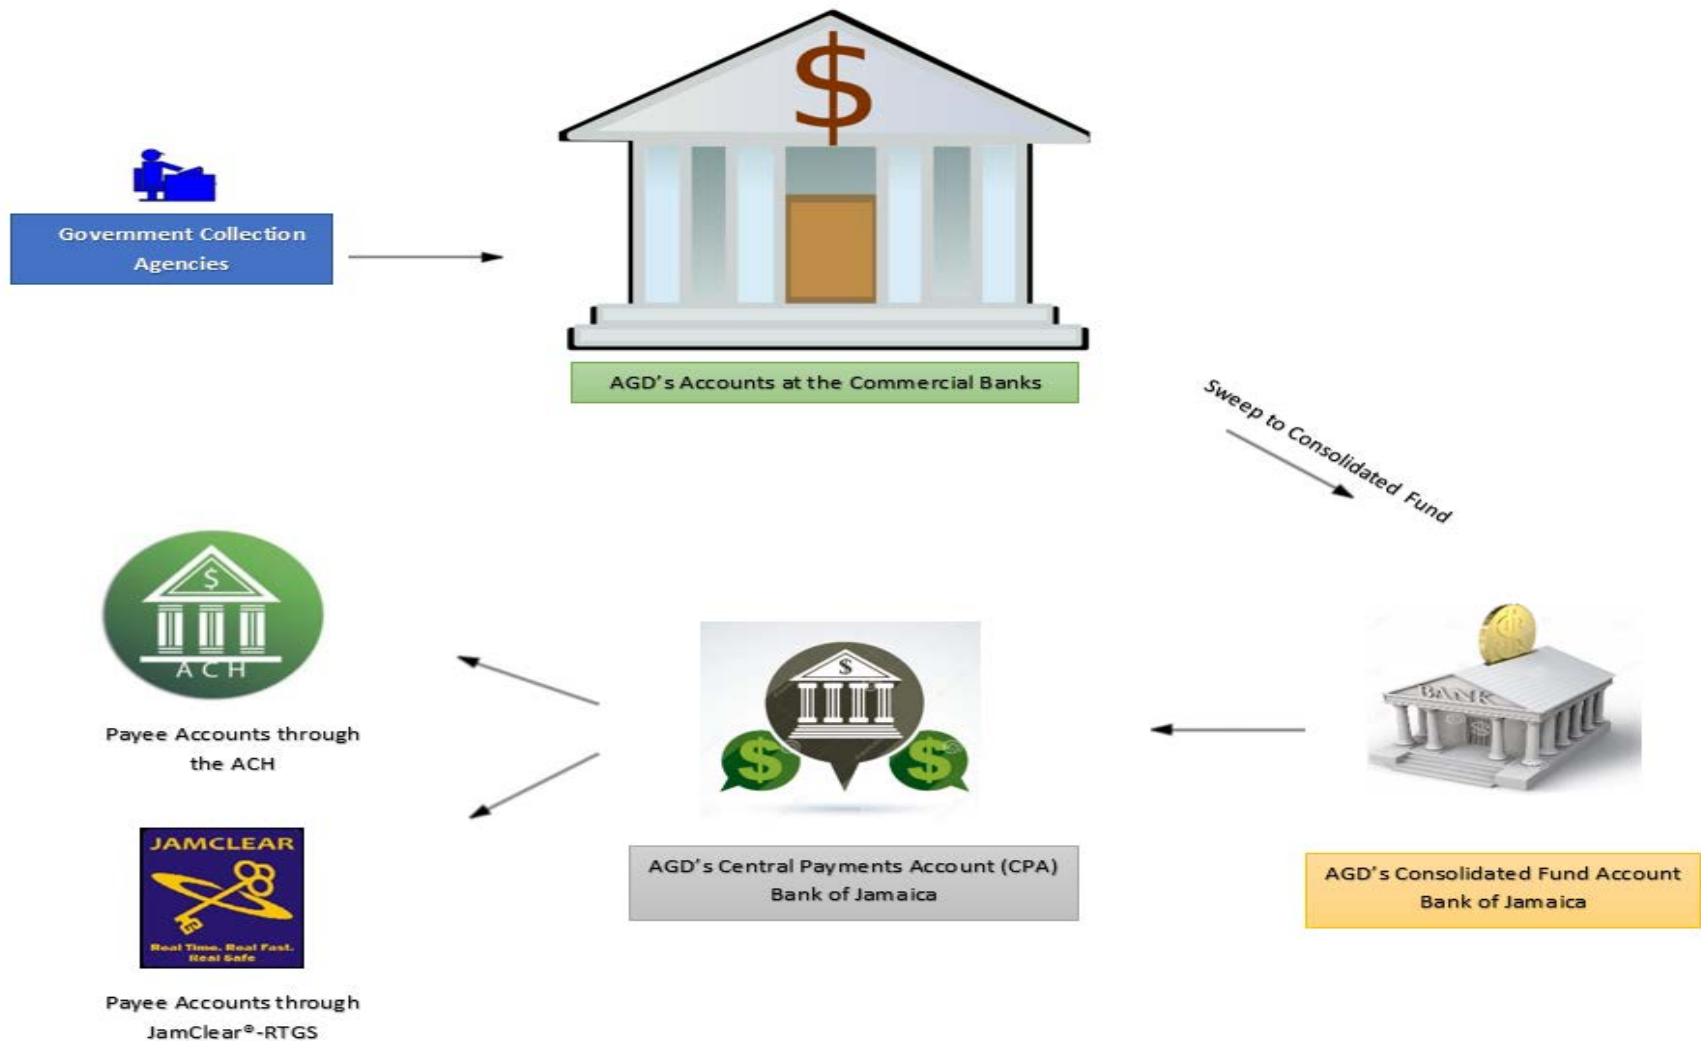 $
Government Collection
Agencies
AGD's Accounts at the Commercial Banks
Sweep to Consolidated Fund
$
ACH
Payee Accounts through
the ACH
$
$
$
AGD's Central Payments Account (CPA)
Bank of Jamaica
BANK
AGD's Consolidated Fund Account
Bank of Jamaica
JAMCLEAR
Real Time. Real Fast.
Real Safe
Payee Accounts through
JamClear®-RTGS